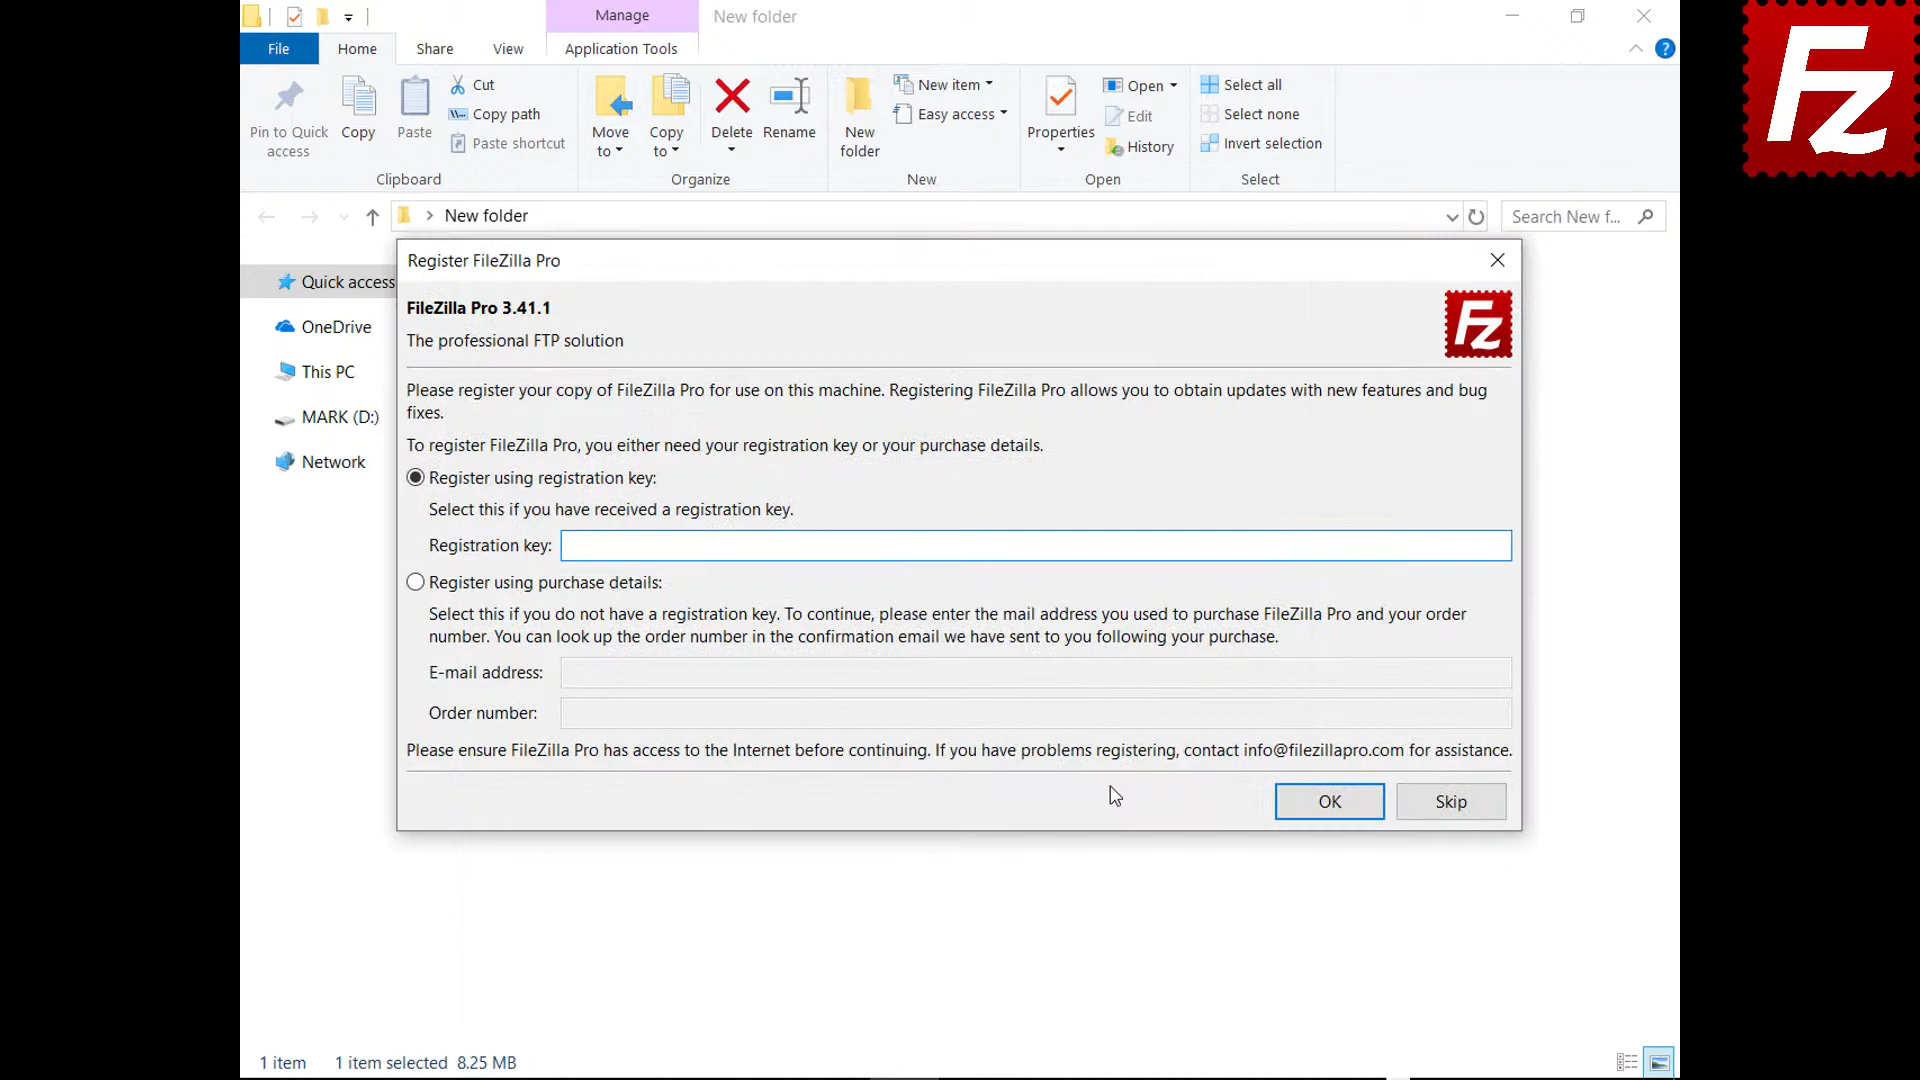 Manage
New folder
File
Home
Share
View
Application Tools
Pin to Quick
access
Copy
Paste
Cut
Copy path
Paste shortcut
Clipboard
Move
to
Copy
to
Delete
Rename
Organize
New
folder
New item
Easy access
New
Properties
Open
Edit
History
Open
Select all
Select none
Invert selection
Select
New folder
Search New f...
Quick access
OneDrive
This PC
MARK (D:)
Network
Register FileZilla Pro
FileZilla Pro 3.41.1
The professional FTP solution
Fz
Please register your copy of FileZilla Pro for use on this machine. Registering FileZilla Pro allows you to obtain updates with new features and bug
fixes.
To register FileZilla Pro, you either need your registration key or your purchase details.
Register using registration key:
Select this if you have received a registration key.
Registration key:
Register using purchase details:
Select this if you do not have a registration key. To continue, please enter the mail address you used to purchase FileZilla Pro and your order
number. You can look up the order number in the confirmation email we have sent to you following your purchase.
E-mail address:
Order number:
Please ensure FileZilla Pro has access to the Internet before continuing. If you have problems registering, contact info@filezillapro.com for assistance.
OK
Skip
1 item
1 item selected 8.25 MB
Fz